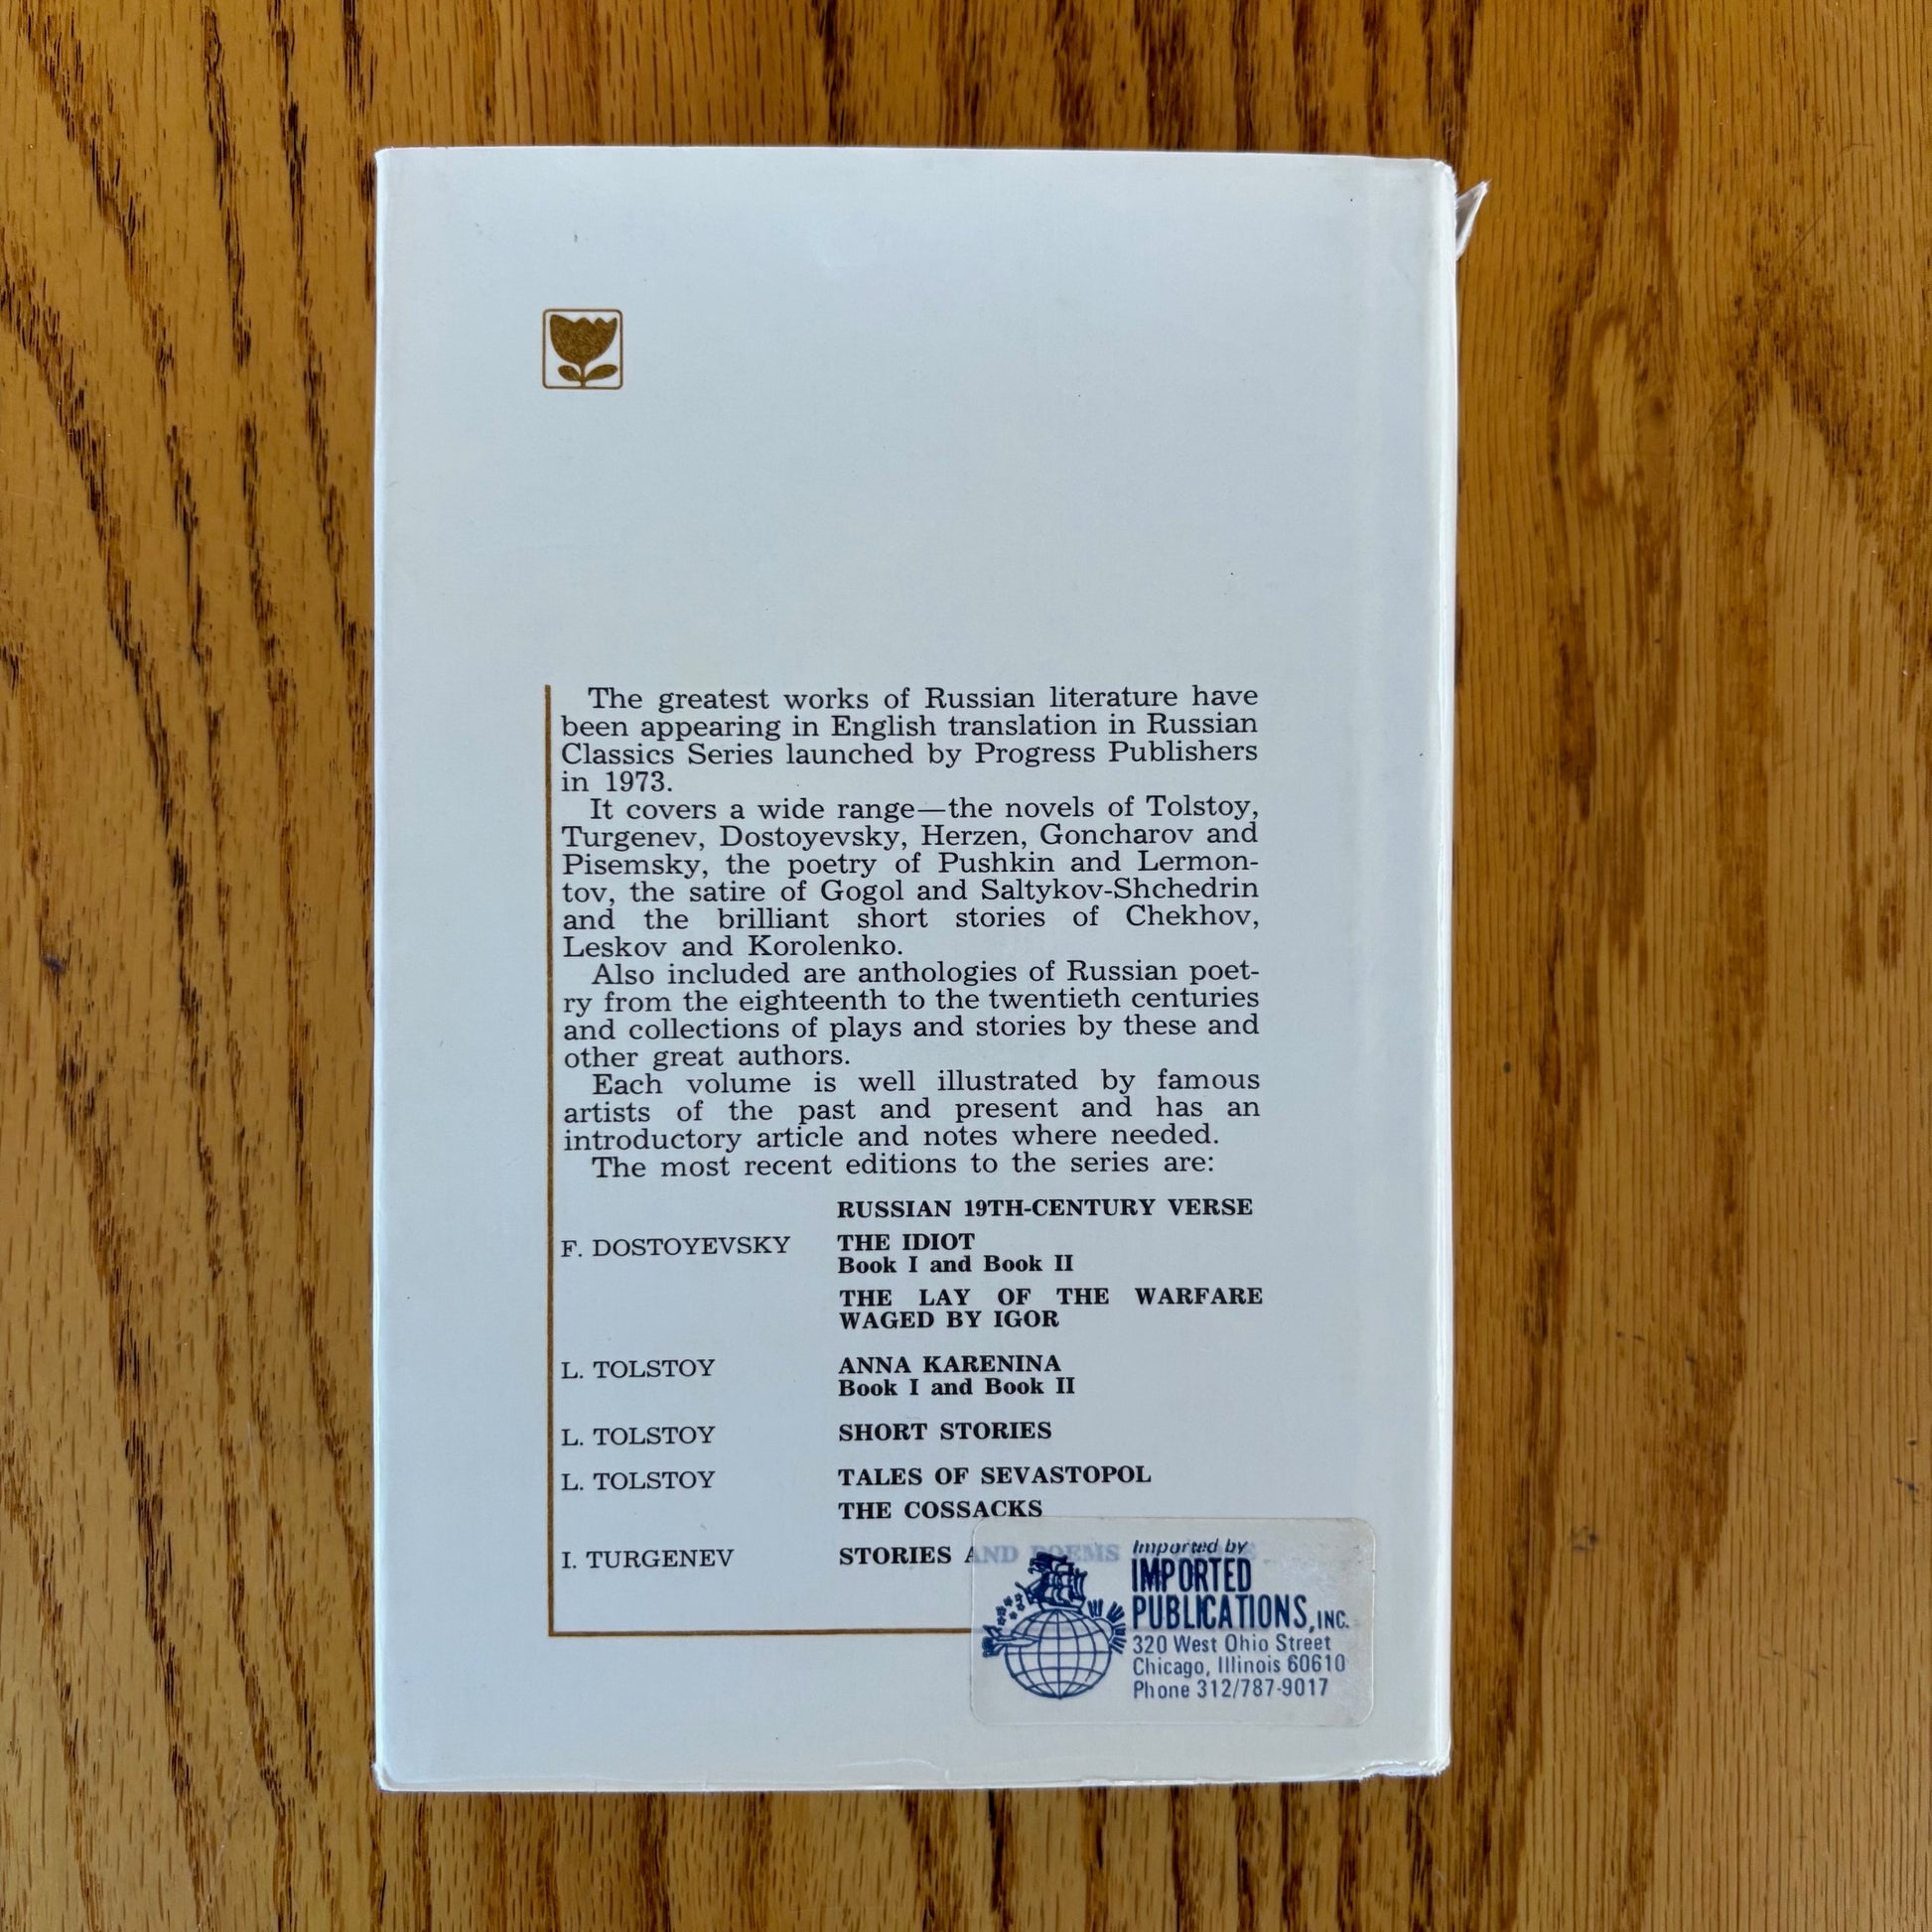 The greatest works of Russian literature have
been appearing in English translation in Russian
Classics Series launched by Progress Publishers
in 1973.
It covers a wide range—the novels of Tolstoy,
Turgenev, Dostoyevsky, Herzen, Goncharov and
Pisemsky, the poetry of Pushkin and Lermon-
tov, the satire of Gogol and Saltykov-Shchedrin
and the brilliant short stories of Chekhov,
Leskov and Korolenko.
Also included are anthologies of Russian poet-
ry from the eighteenth to the twentieth centuries
and collections of plays and stories by these and
other great authors.
Each volume is well illustrated by famous
artists of the past and present and has an
introductory article and notes where needed.
The most recent editions to the series are:
RUSSIAN 19TH-CENTURY VERSE
F. DOSTOYEVSKY THE IDIOT
Book I and Book II
THE LAY OF THE WARFARE
WAGED BY IGOR
L. TOLSTOY ANNA KARENINA
Book I and Book II
L. TOLSTOY SHORT STORIES
L. TOLSTOY TALES OF SEVASTOPOL
THE COSSACKS
I. TURGENEV STORIES AND POEMS
Imported by
IMPORTED
PUBLICATIONS, INC.
320 West Ohio Street
Chicago, Illinois 60610
Phone 312/787-9017